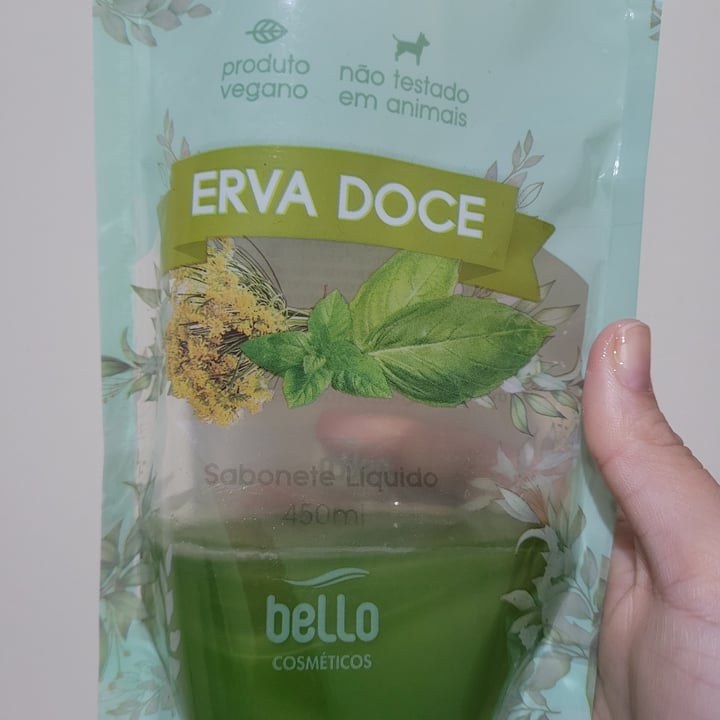 produto
vegano
não testado
em animais
ERVA DOCE
Sabonete Líquido
450ml
bello
COSMÉTICOS